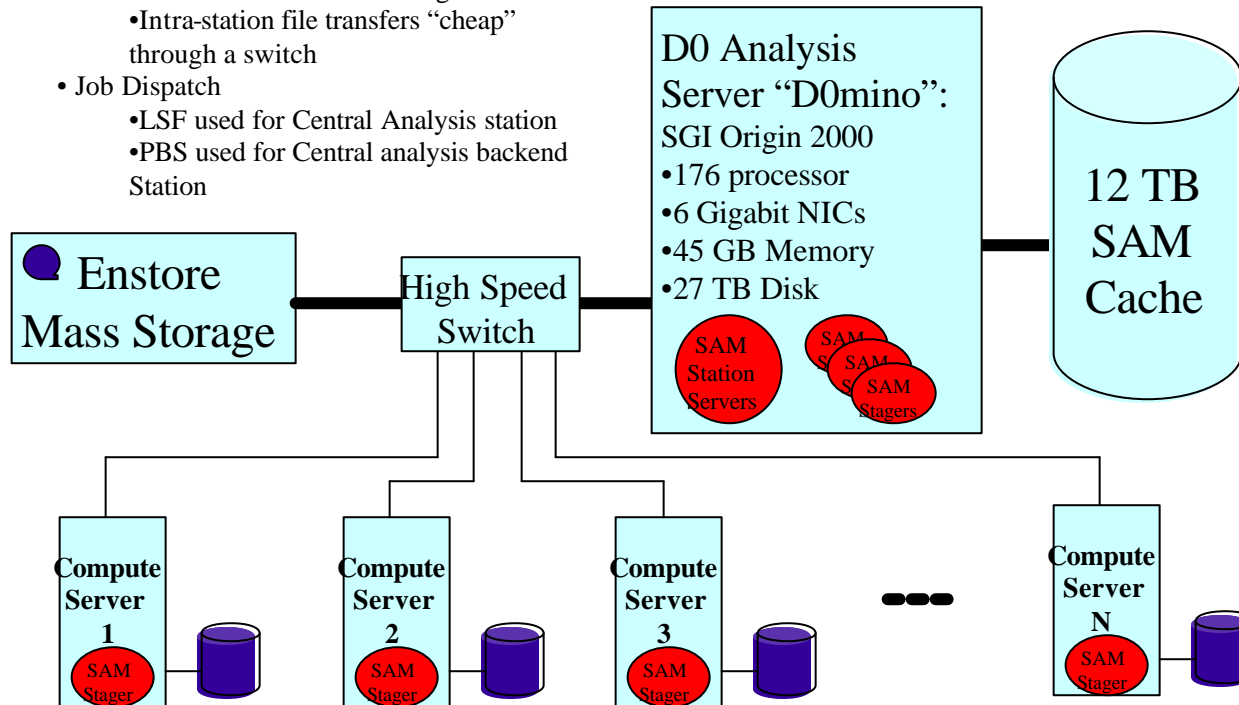 •Intra-station file transfers “cheap”
through a switch
• Job Dispatch
•LSF used for Central Analysis station
•PBS used for Central analysis backend
Station
D0 Analysis
Server “D0mino”:
SGI Origin 2000
•176 processor
•6 Gigabit NICs
•45 GB Memory
•27 TB Disk
12 TB
SAM
Cache
Enstore
Mass Storage
High Speed
Switch
SAM
Station
Servers
SAM
SAM
SAM
Stagers
Compute
Server
1
SAM
Stager
Compute
Server
2
SAM
Stager
Compute
Server
3
SAM
Stager
Compute
Server
N
SAM
Stager